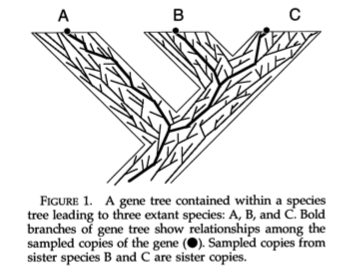 A B C
FIGURE 1. A gene tree contained within a species
tree leading to three extant species: A, B, and C. Bold
branches of gene tree show relationships among the
sampled copies of the gene (●). Sampled copies from
sister species B and C are sister copies.